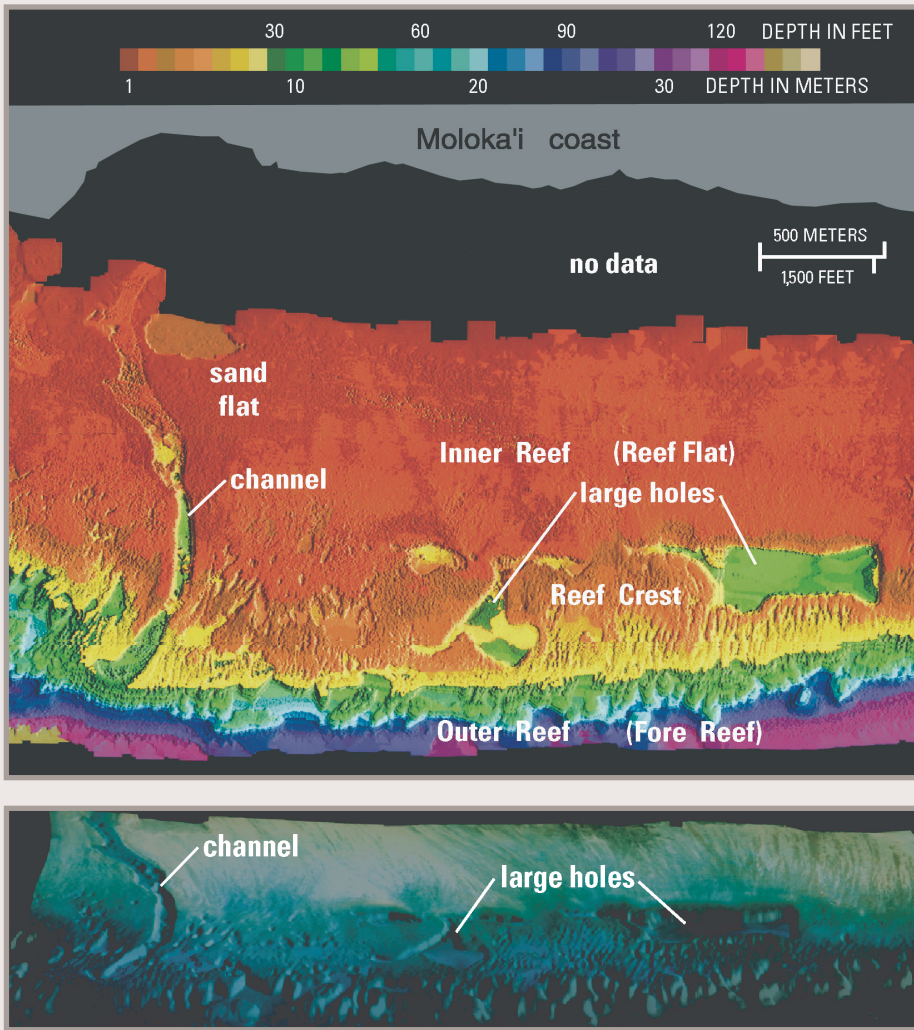 30 60 90 120 DEPTH IN FEET
1 10 20 30 DEPTH IN METERS
Moloka'i coast
500 METERS
1,500 FEET
no data
sand
flat
Inner Reef (Reef Flat)
channel
large holes
Reef Crest
Outer Reef (Fore Reef)
channel
large holes